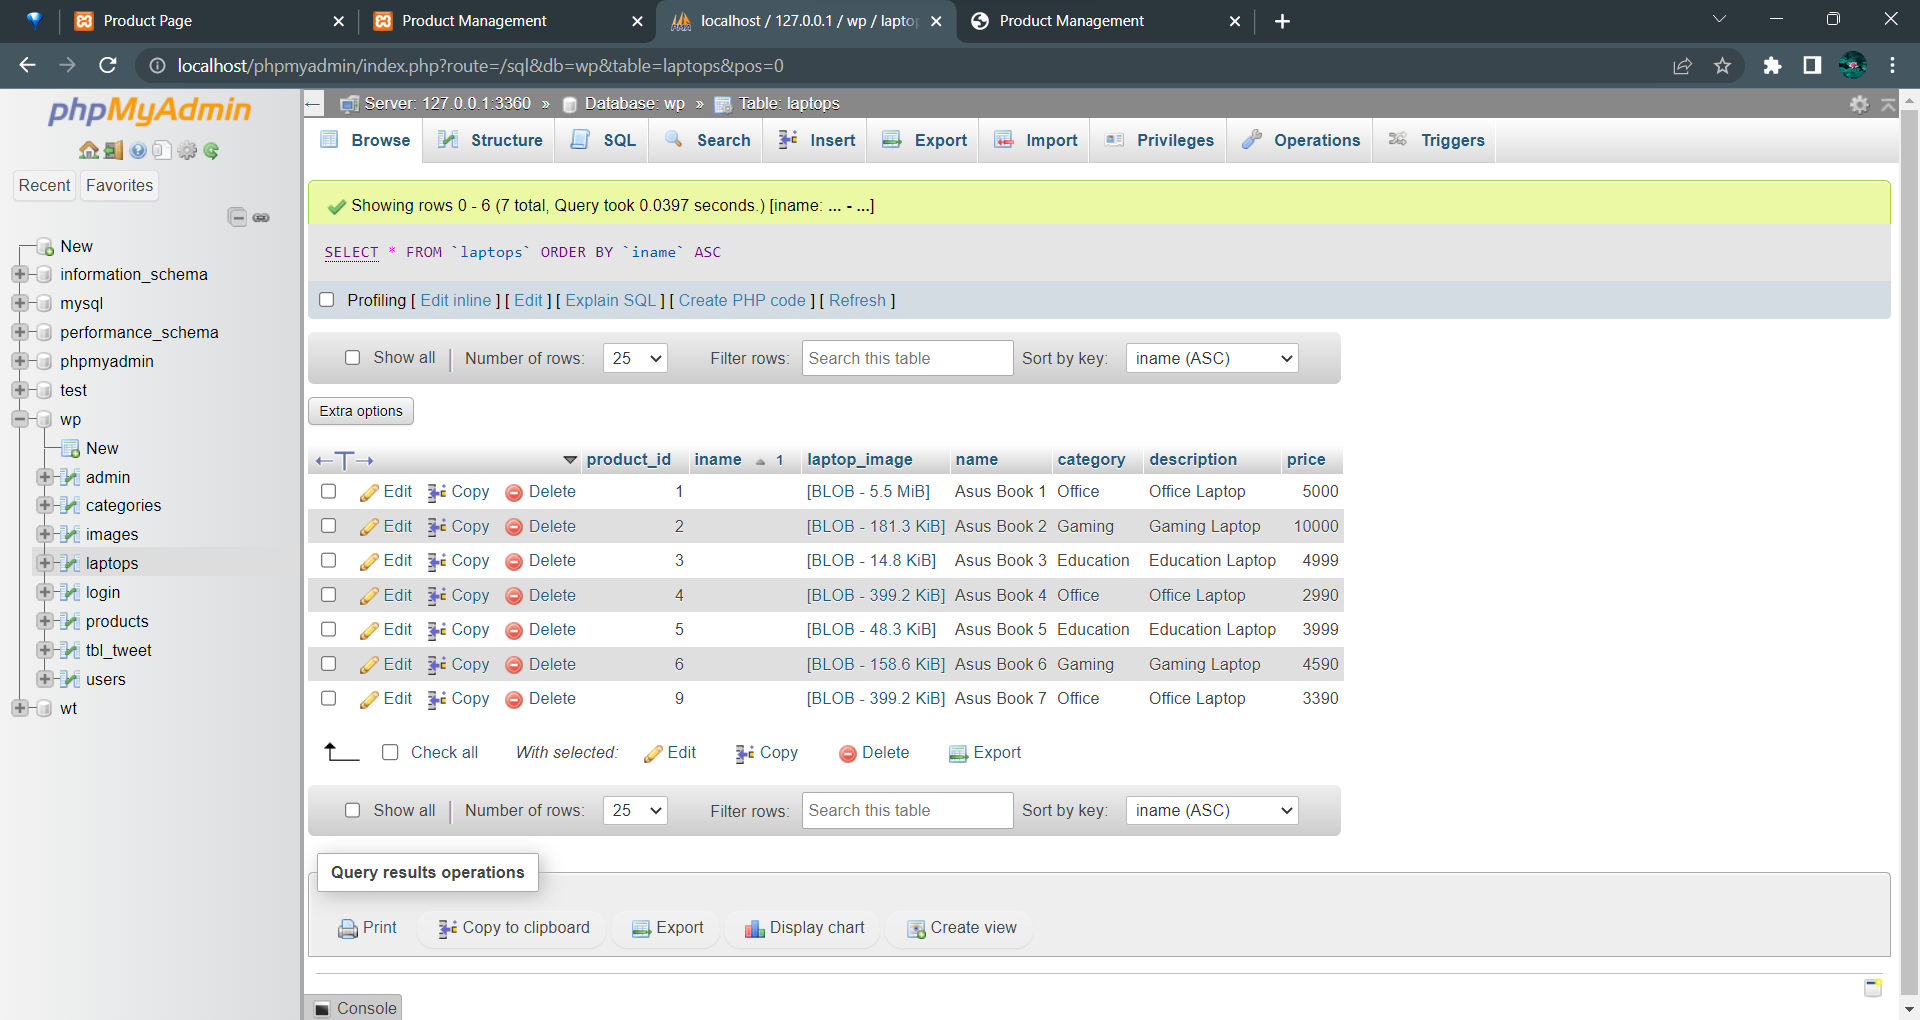 Product Page
Product Management
localhost / 127.0.0.1 / wp / lapto
Product Management
localhost/phpmyadmin/index.php?route=/sql&db=wp&table=laptops&pos=0
phpMyAdmin
Recent Favorites
New
information_schema
mysql
performance_schema
phpmyadmin
test
wp
New
admin
categories
images
laptops
login
products
tbl_tweet
users
wt
Server: 127.0.0.1:3360 » Database: wp » Table: laptops
Browse Structure SQL Search Insert Export Import Privileges Operations Triggers
Showing rows 0 - 6 (7 total, Query took 0.0397 seconds.) [iname: ... - ...]
SELECT * FROM `laptops` ORDER BY `iname` ASC
Profiling [ Edit inline ] [ Edit ] [ Explain SQL ] [ Create PHP code ] [ Refresh ]
Show all Number of rows: 25 Filter rows: Search this table Sort by key: iname (ASC)
Extra options
product_id iname 1 laptop_image name category description price
Edit Copy Delete 1 [BLOB - 5.5 MiB] Asus Book 1 Office Office Laptop 5000
Edit Copy Delete 2 [BLOB - 181.3 KiB] Asus Book 2 Gaming Gaming Laptop 10000
Edit Copy Delete 3 [BLOB - 14.8 KiB] Asus Book 3 Education Education Laptop 4999
Edit Copy Delete 4 [BLOB - 399.2 KiB] Asus Book 4 Office Office Laptop 2990
Edit Copy Delete 5 [BLOB - 48.3 KiB] Asus Book 5 Education Education Laptop 3999
Edit Copy Delete 6 [BLOB - 158.6 KiB] Asus Book 6 Gaming Gaming Laptop 4590
Edit Copy Delete 9 [BLOB - 399.2 KiB] Asus Book 7 Office Office Laptop 3390
Check all With selected: Edit Copy Delete Export
Show all Number of rows: 25 Filter rows: Search this table Sort by key: iname (ASC)
Query results operations
Print Copy to clipboard Export Display chart Create view
Console